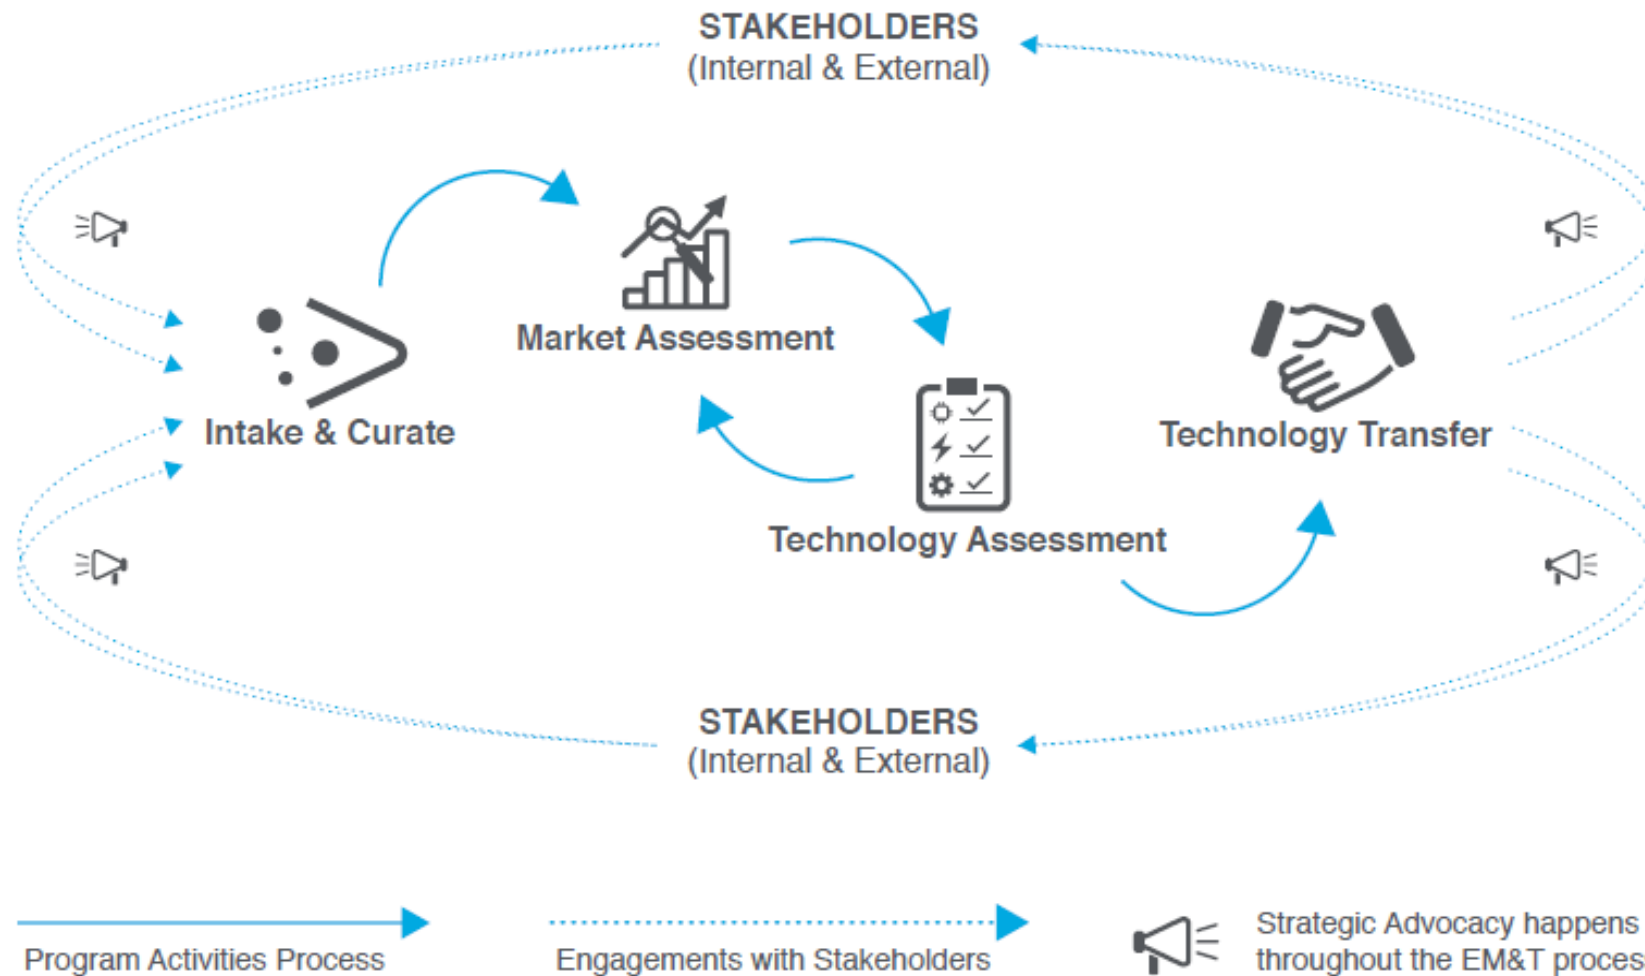 STAKEHOLDERS
(Internal & External)
Market Assessment
Intake & Curate
Technology Transfer
Technology Assessment
STAKEHOLDERS
(Internal & External)
Program Activities Process
Engagements with Stakeholders
Strategic Advocacy happens
throughout the EM&T proces